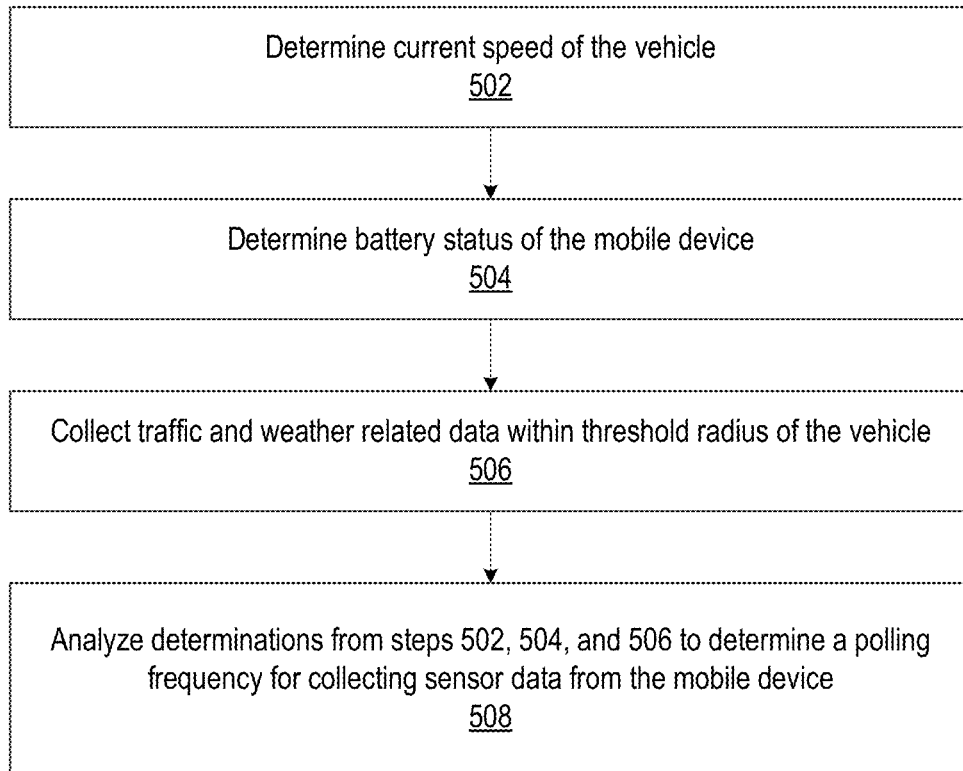 Determine current speed of the vehicle
502
Determine battery status of the mobile device
504
Collect traffic and weather related data within threshold radius of the vehicle
506
Analyze determinations from steps 502, 504, and 506 to determine a polling
frequency for collecting sensor data from the mobile device
508